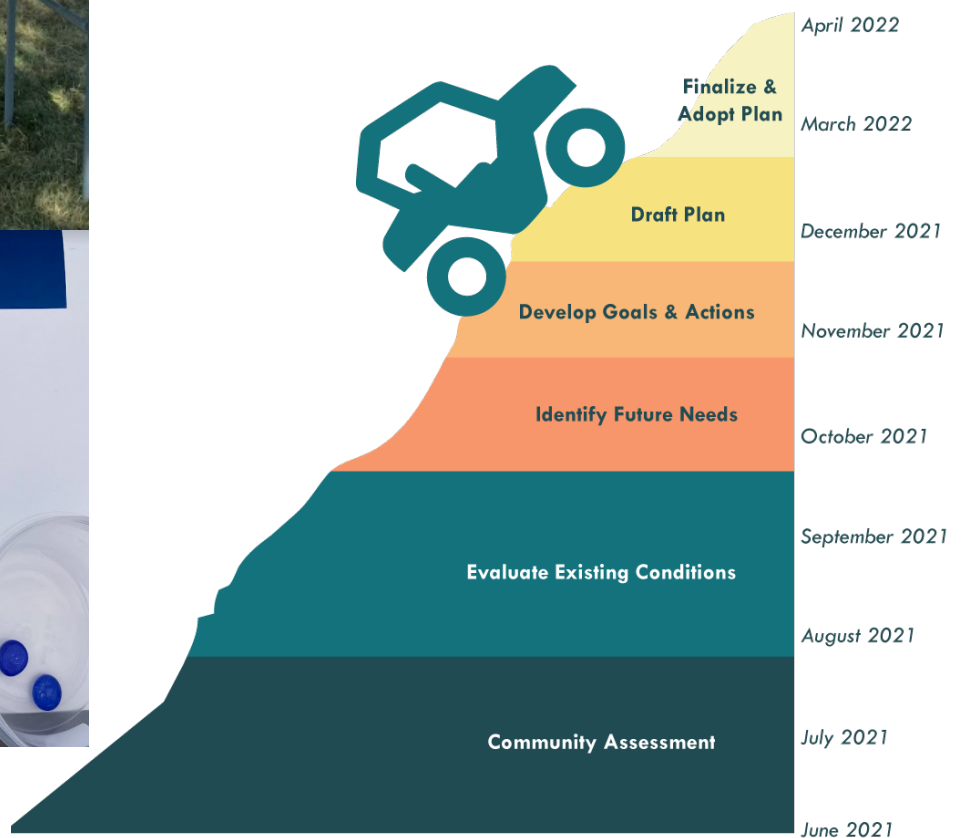 April 2022
Finalize &
Adopt Plan
March 2022
Draft Plan
December 2021
Develop Goals & Actions
November 2021
Identify Future Needs
October 2021
September 2021
Evaluate Existing Conditions
August 2021
July 2021
Community Assessment
June 2021